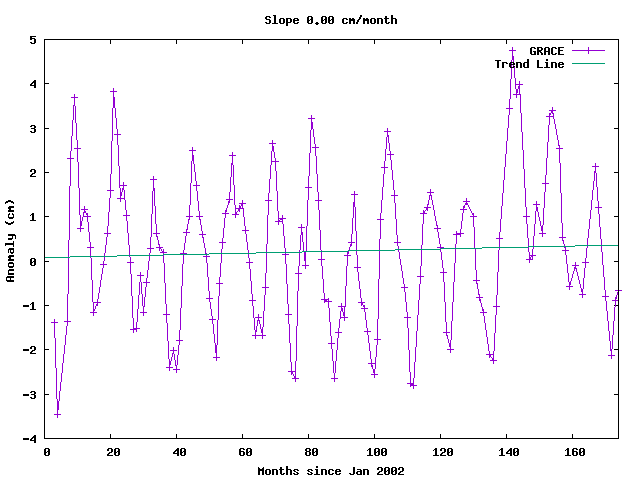 Slope 0.00 cm/month
GRACE
Trend Line
5
4
3
2
1
0
-1
-2
-3
-4
Anomaly (cm)
0 20 40 60 80 100 120 140 160
Months since Jan 2002